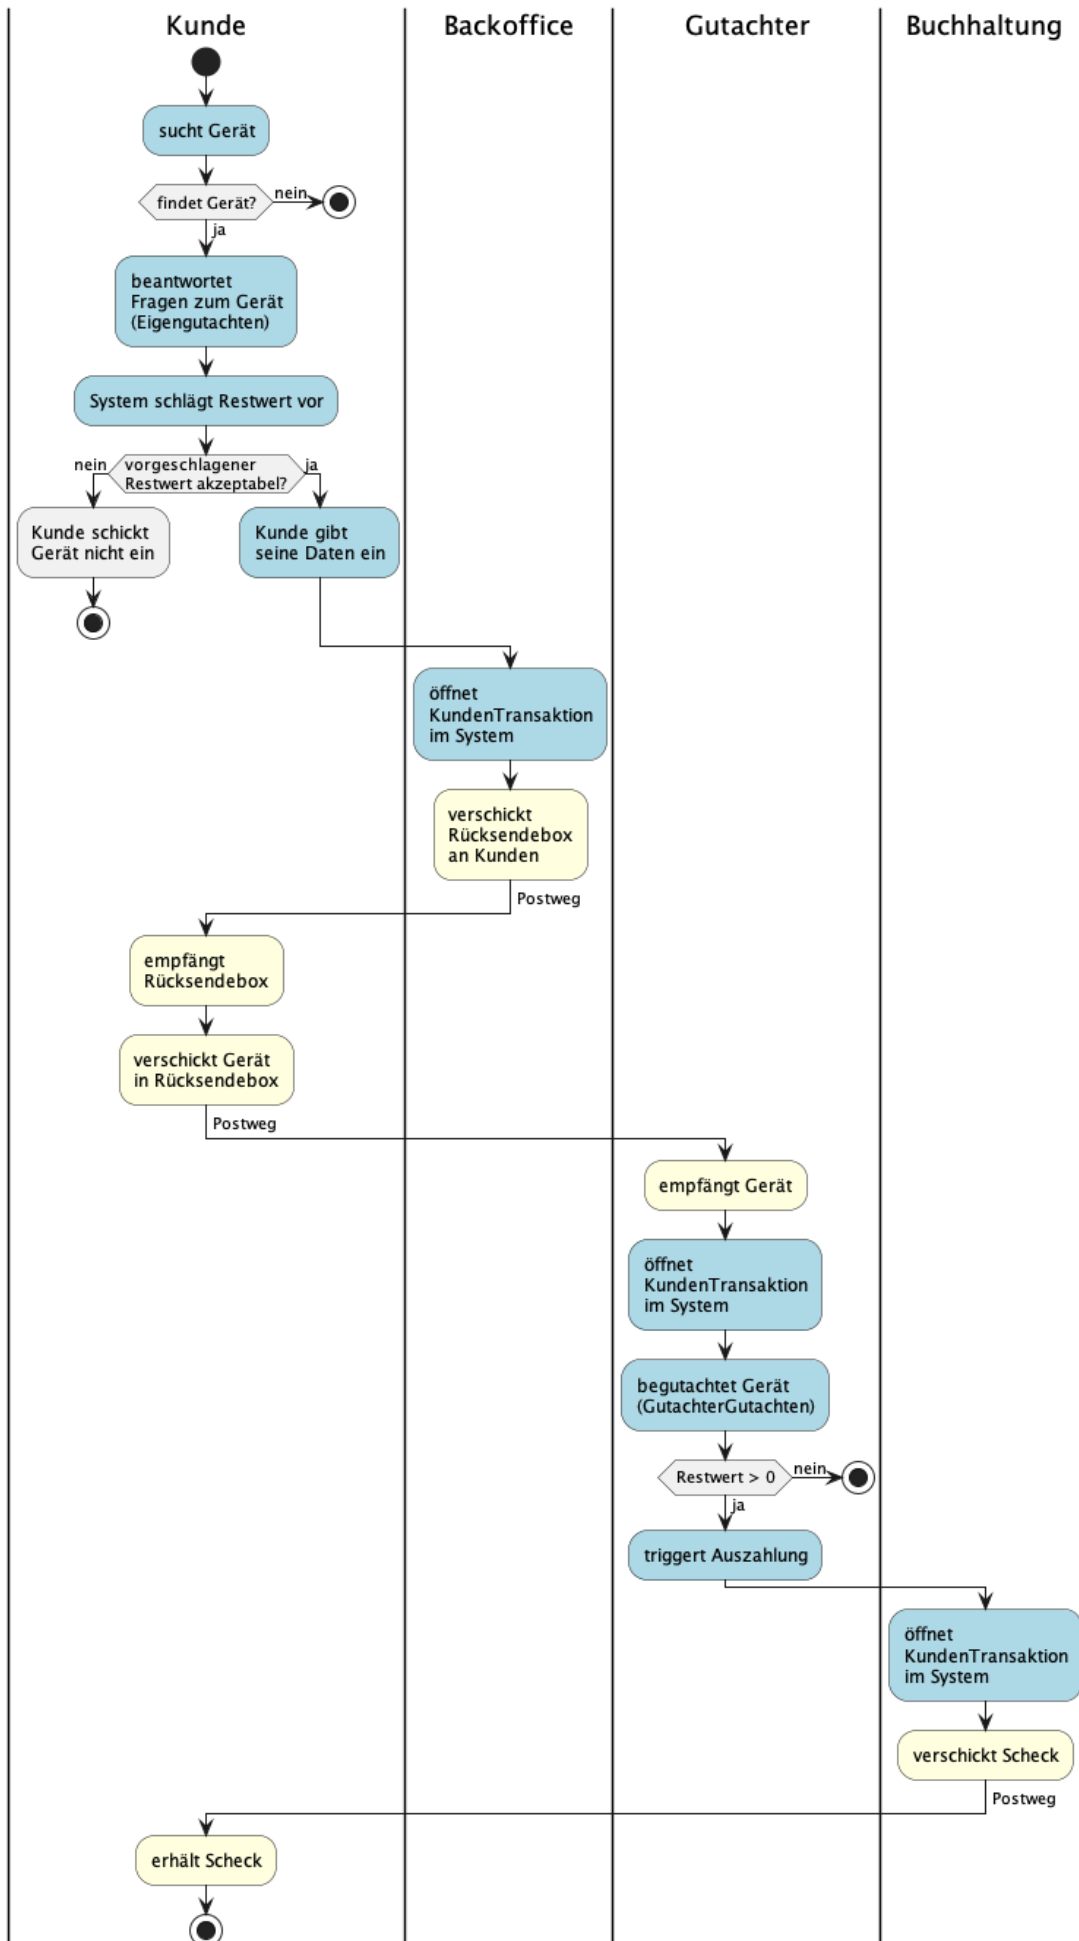 Kunde
Backoffice
Gutachter
Buchhaltung
sucht Gerät
findet Gerät?
nein
ja
beantwortet
Fragen zum Gerät
(Eigengutachten)
System schlägt Restwert vor
nein
vorgeschlagener
Restwert akzeptabel?
ja
Kunde schickt
Gerät nicht ein
Kunde gibt
seine Daten ein
öffnet
KundenTransaktion
im System
verschickt
Rücksendebox
an Kunden
Postweg
empfängt
Rücksendebox
verschickt Gerät
in Rücksendebox
Postweg
empfängt Gerät
öffnet
KundenTransaktion
im System
begutachtet Gerät
(GutachterGutachten)
Restwert > 0
nein
ja
triggert Auszahlung
öffnet
KundenTransaktion
im System
verschickt Scheck
Postweg
erhält Scheck